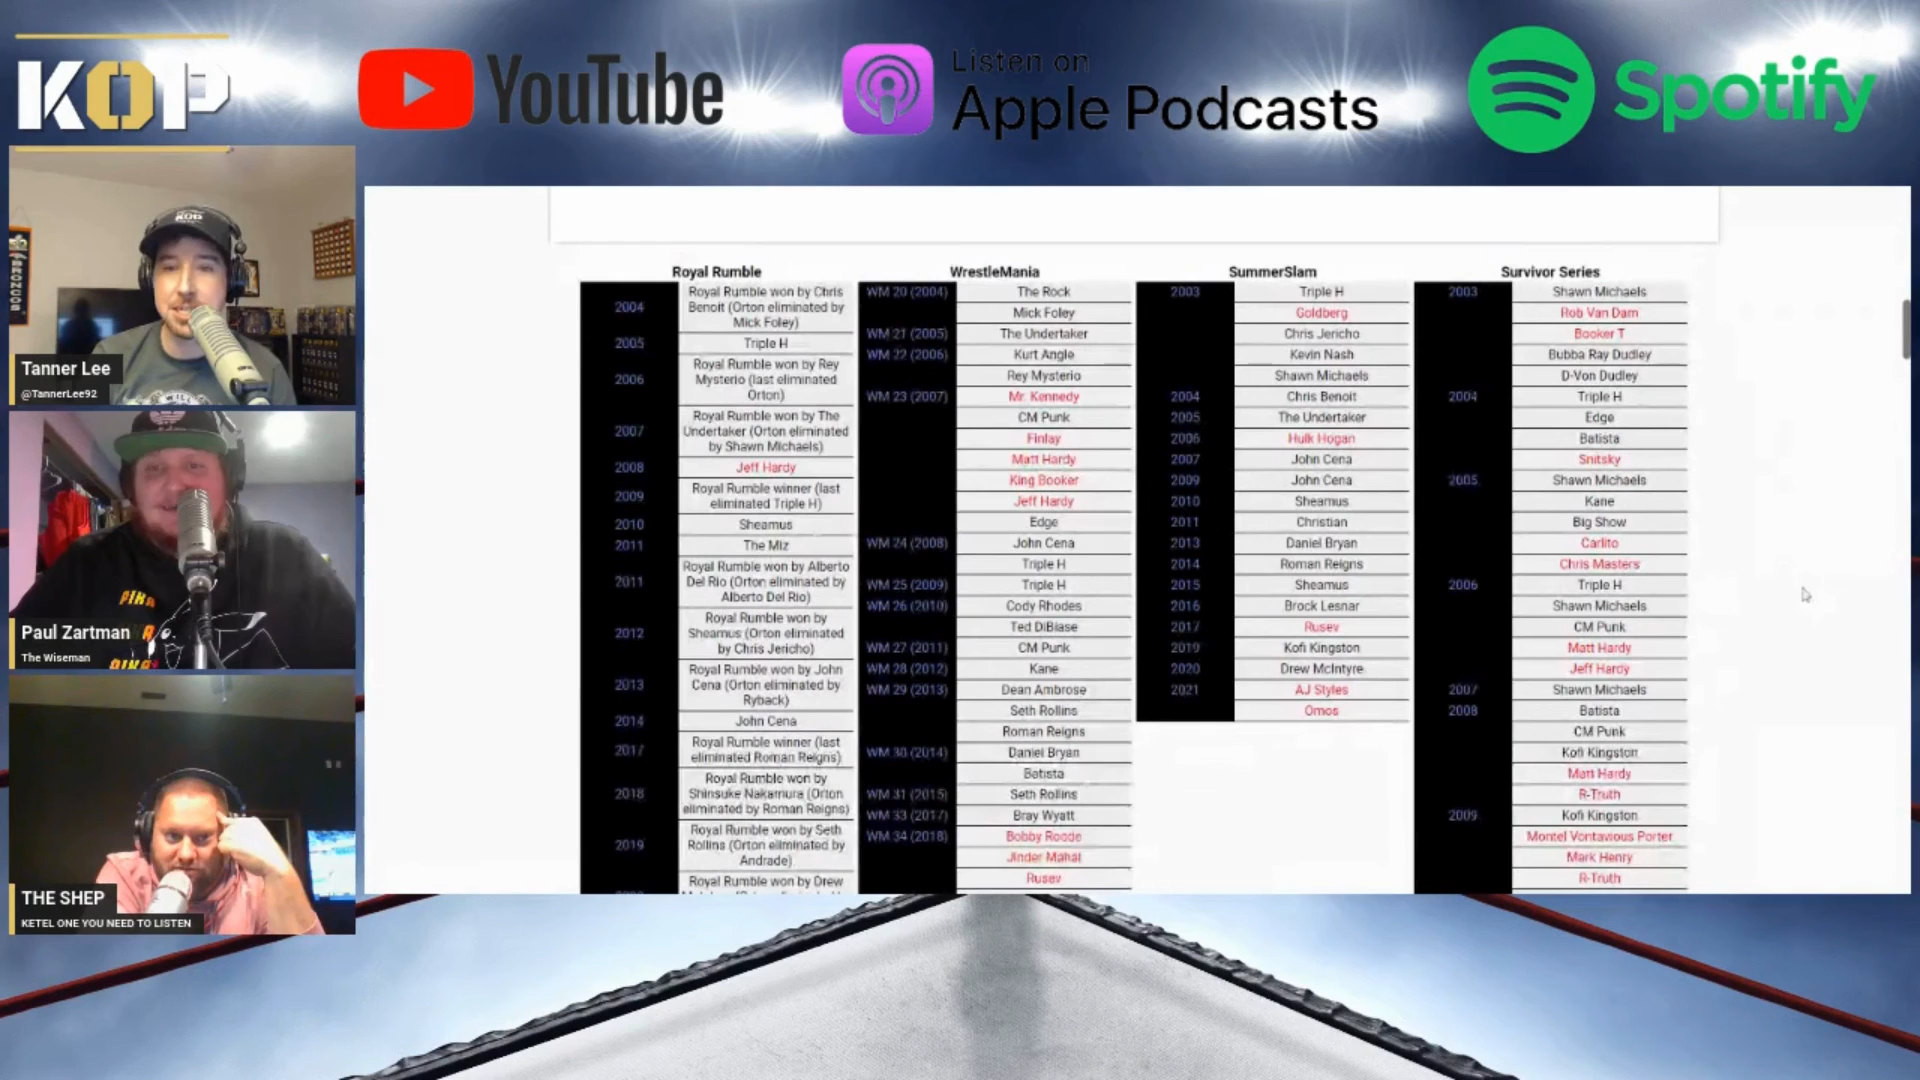 KOP
YouTube
Listen on
Apple Podcasts
Spotify
BRONCOS
KOP
WILL
Tanner Lee
@TannerLee92
PIKA
Paul Zartman
The Wiseman
THE SHEP
KETEL ONE YOU NEED TO LISTEN
Royal Rumble
2004
Royal Rumble won by Chris
Benoit (Orton eliminated by
Mick Foley)
2005
Triple H
2006
Royal Rumble won by Rey
Mysterio (last eliminated
Orton)
2007
Royal Rumble won by The
Undertaker (Orton eliminated
by Shawn Michaels)
2008
Jeff Hardy
2009
Royal Rumble winner (last
eliminated Triple H)
2010
Sheamus
2011
The Miz
2011
Royal Rumble won by Alberto
Del Rio (Orton eliminated by
Alberto Del Rio)
2012
Royal Rumble won by
Sheamus (Orton eliminated
by Chris Jericho)
2013
Royal Rumble won by John
Cena (Orton eliminated by
Ryback)
2014
John Cena
2017
Royal Rumble winner (last
eliminated Roman Reigns)
2018
Royal Rumble won by
Shinsuke Nakamura (Orton
eliminated by Roman Reigns)
2019
Royal Rumble won by Seth
Rollins (Orton eliminated by
Andrade)
Royal Rumble won by Drew
WrestleMania
WM 20 (2004)
The Rock
Mick Foley
WM 21 (2005)
The Undertaker
WM 22 (2006)
Kurt Angle
Rey Mysterio
WM 23 (2007)
Mr. Kennedy
CM Punk
Finlay
Matt Hardy
King Booker
Jeff Hardy
Edge
WM 24 (2008)
John Cena
Triple H
WM 25 (2009)
Triple H
WM 26 (2010)
Cody Rhodes
Ted DiBiase
WM 27 (2011)
CM Punk
WM 28 (2012)
Kane
WM 29 (2013)
Dean Ambrose
Seth Rollins
Roman Reigns
WM 30 (2014)
Daniel Bryan
Batista
WM 31 (2015)
Seth Rollins
WM 33 (2017)
Bray Wyatt
WM 34 (2018)
Bobby Roode
Jinder Mahal
Rusev
SummerSlam
2003
Triple H
Goldberg
Chris Jericho
Kevin Nash
Shawn Michaels
2004
Chris Benoit
2005
The Undertaker
2006
Hulk Hogan
2007
John Cena
2009
John Cena
2010
Sheamus
2011
Christian
2013
Daniel Bryan
2014
Roman Reigns
2015
Sheamus
2016
Brock Lesnar
2017
Rusev
2019
Kofi Kingston
2020
Drew McIntyre
2021
AJ Styles
Omos
Survivor Series
2003
Shawn Michaels
Rob Van Dam
Booker T
Bubba Ray Dudley
D-Von Dudley
2004
Triple H
Edge
Batista
Snitsky
2005
Shawn Michaels
Kane
Big Show
Carlito
Chris Masters
2006
Triple H
Shawn Michaels
CM Punk
Matt Hardy
Jeff Hardy
2007
Shawn Michaels
2008
Batista
CM Punk
Kofi Kingston
Matt Hardy
R-Truth
2009
Kofi Kingston
Montel Vontavious Porter
Mark Henry
R-Truth